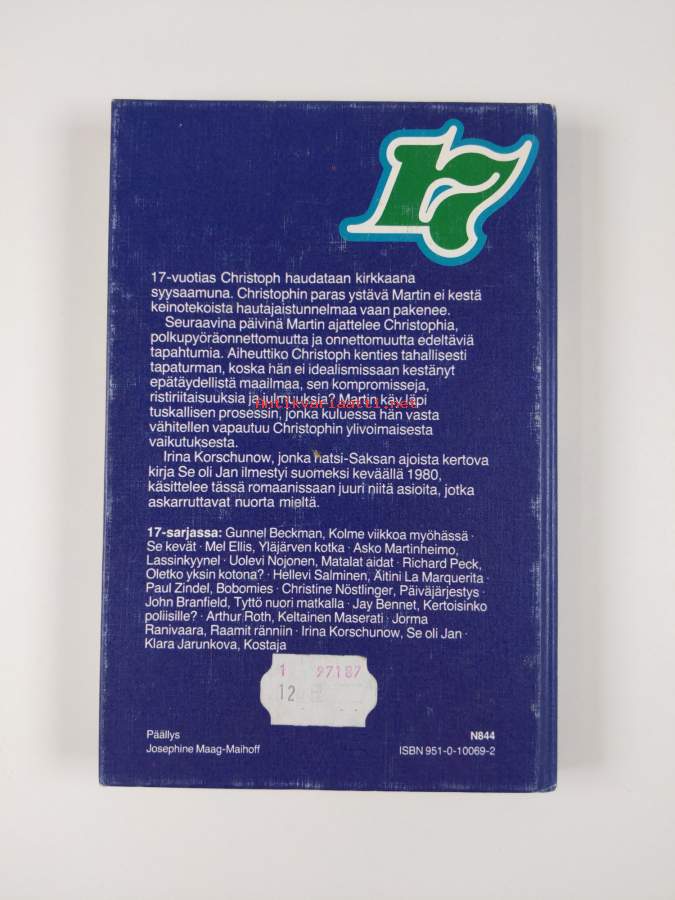 17
17-vuotias Christoph haudataan kirkkaana
syysaamuna. Christophin paras ystävä Martin ei kestä
keinotekoista hautajaistunnelmaa vaan pakenee.
Seuraavina päivinä Martin ajattelee Christophia,
polkupyöräonnettomuutta ja onnettomuutta edeltäviä
tapahtumia. Aiheuttiko Christoph kenties tahallisesti
tapaturman, koska hän ei idealismissaan kestänyt
epätäydellistä maailmaa, sen kompromisseja,
ristiriitaisuuksia ja
Antikvariaatti.net
tuskallisen prosessin, jonka kuluessa hän vasta
vähitellen vapautuu Christophin ylivoimaisesta
vaikutuksesta.
Irina Korschunow, jonka natsi-Saksan ajoista kertova
kirja Se oli Jan ilmestyi suomeksi keväällä 1980,
käsittelee tässä romaanissaan juuri niitä asioita, jotka
askarruttavat nuorta mieltä.
17-sarjassa: Gunnel Beckman, Kolme viikkoa myöhässä ·
Se kevät · Mel Ellis, Yläjärven kotka · Asko Martinheimo,
Lassinkyynel · Uolevi Nojonen, Matalat aidat · Richard Peck,
Oletko yksin kotona? · Hellevi Salminen, Äitini La Marquerita ·
Paul Zindel, Bobomies · Christine Nöstlinger, Päiväjärjestys ·
John Branfield, Tyttö nuori matkalla · Jay Bennet, Kertoisinko
poliisille? · Arthur Roth, Keltainen Maserati · Jorma
Ranivaara, Raamit ränniin · Irina Korschunow, Se oli Jan ·
Klara Jarunkova, Kostaja
1 97187
12
Päällys
Josephine Maag-Maihoff
N844
ISBN 951-0-10069-2